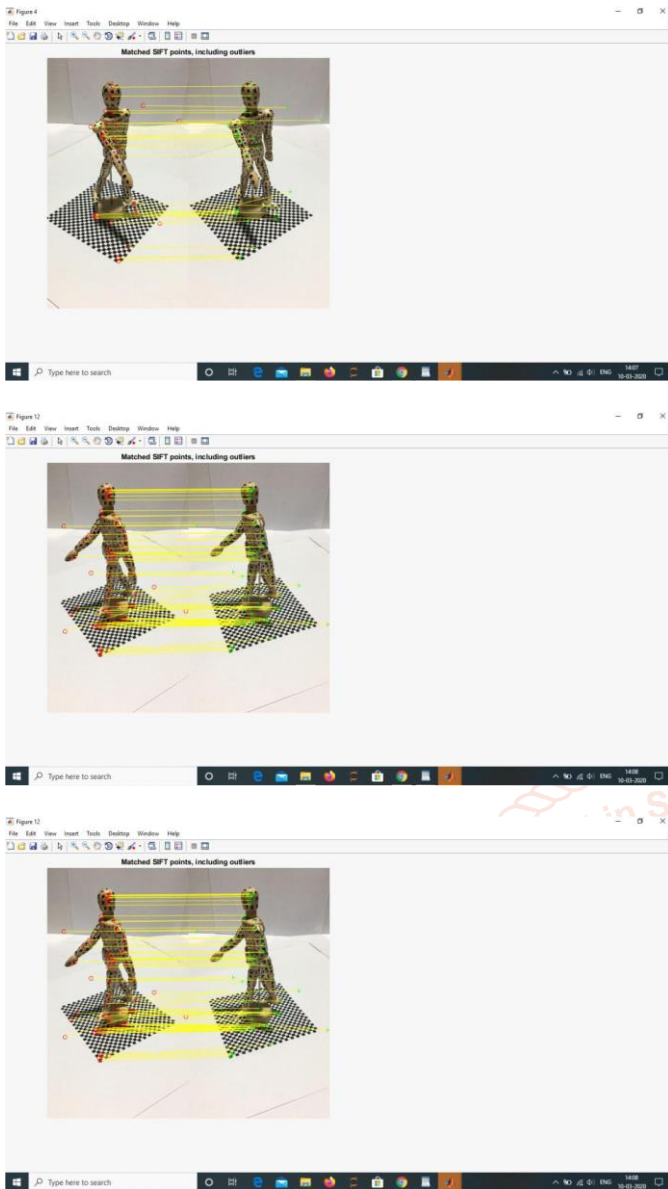 Figure 4
File Edit View Insert Tools Desktop Window Help
Matched SIFT points, including outliers
Type here to search
ENG
14:07
10-03-2020
Figure 12
File Edit View Insert Tools Desktop Window Help
Matched SIFT points, including outliers
Type here to search
ENG
14:08
10-03-2020
in S
Figure 12
File Edit View Insert Tools Desktop Window Help
Matched SIFT points, including outliers
Type here to search
ENG
14:08
10-03-2020